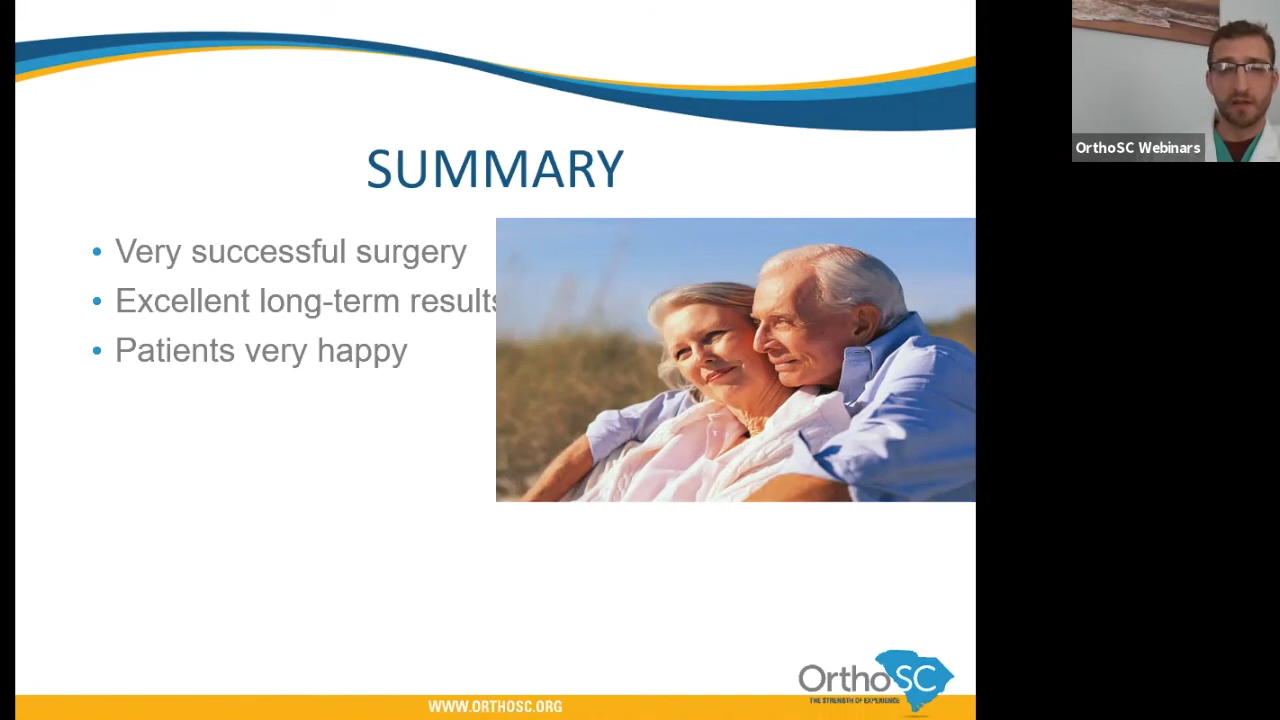 SUMMARY
• Very successful surgery
• Excellent long-term results
• Patients very happy
OrthoSC
THE STRENGTH OF EXPERIENCE
WWW.ORTHOSC.ORG
OrthoSC Webinars